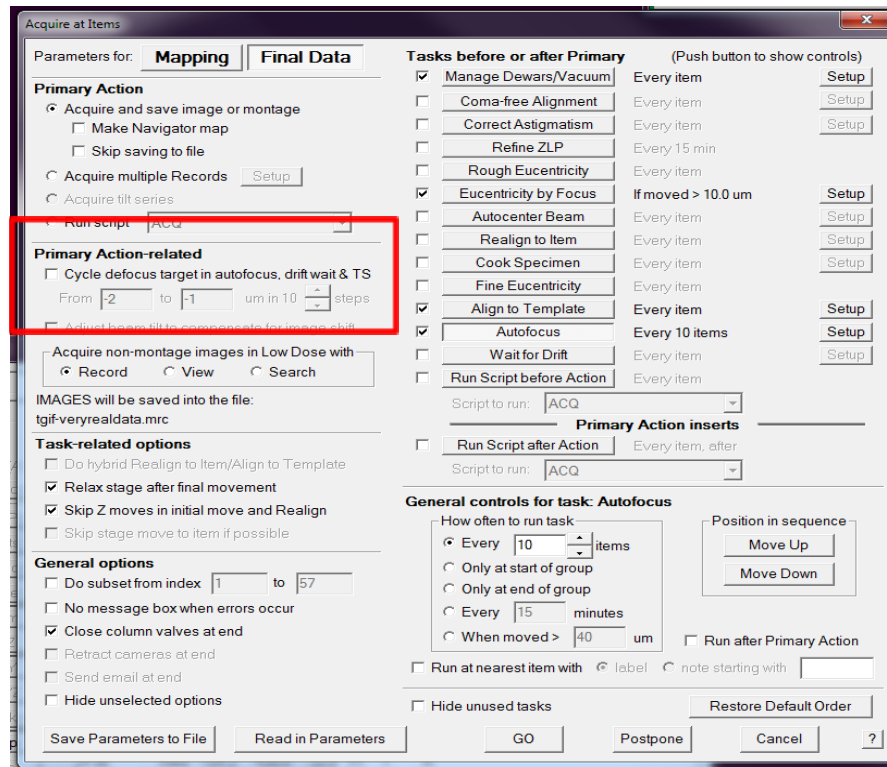 Acquire at Items
Parameters for: Mapping Final Data
Primary Action
Acquire and save image or montage
Make Navigator map
Skip saving to file
Acquire multiple Records Setup
Acquire tilt series
Run script ACQ
Primary Action-related
Cycle defocus target in autofocus, drift wait & TS
From -2 to -1 um in 10 steps
Adjust beam tilt to compensate for image shift
Acquire non-montage images in Low Dose with
Record View Search
IMAGES will be saved into the file:
tgif-veryrealdata.mrc
Task-related options
Do hybrid Realign to Item/Align to Template
Relax stage after final movement
Skip Z moves in initial move and Realign
Skip stage move to item if possible
General options
Do subset from index 1 to 57
No message box when errors occur
Close column valves at end
Retract cameras at end
Send email at end
Hide unselected options
Save Parameters to File Read in Parameters
Tasks before or after Primary (Push button to show controls)
Manage Dewars/Vacuum Every item Setup
Coma-free Alignment Every item Setup
Correct Astigmatism Every item Setup
Refine ZLP Every 15 min
Rough Eucentricity Every item
Eucentricity by Focus If moved > 10.0 um Setup
Autocenter Beam Every item Setup
Realign to Item Every item Setup
Cook Specimen Every item Setup
Fine Eucentricity Every item
Align to Template Every item Setup
Autofocus Every 10 items Setup
Wait for Drift Every item Setup
Run Script before Action Every item
Script to run: ACQ
Primary Action inserts
Run Script after Action Every item, after
Script to run: ACQ
General controls for task: Autofocus
How often to run task
Every 10 items
Only at start of group
Only at end of group
Every 15 minutes
When moved > 40 um
Position in sequence
Move Up
Move Down
Run after Primary Action
Run at nearest item with label note starting with
Hide unused tasks Restore Default Order
GO Postpone Cancel ?